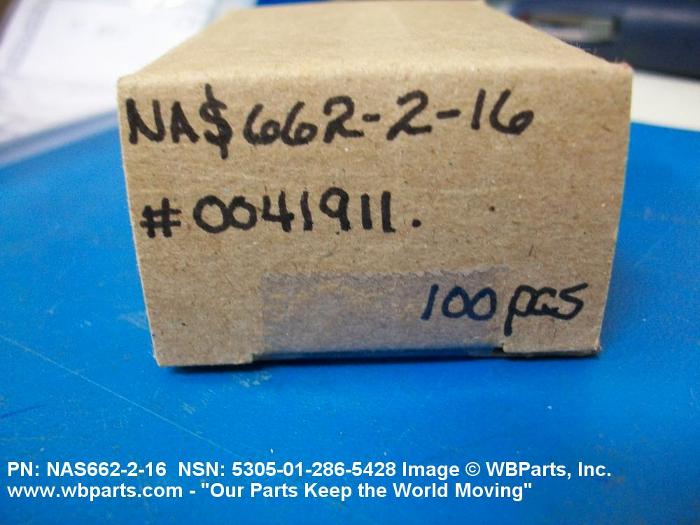 NA$662-2-16
#0041911.
100 pcs
PN: NAS662-2-16 NSN: 5305-01-286-5428 Image © WBParts, Inc.
www.wbparts.com - "Our Parts Keep the World Moving"